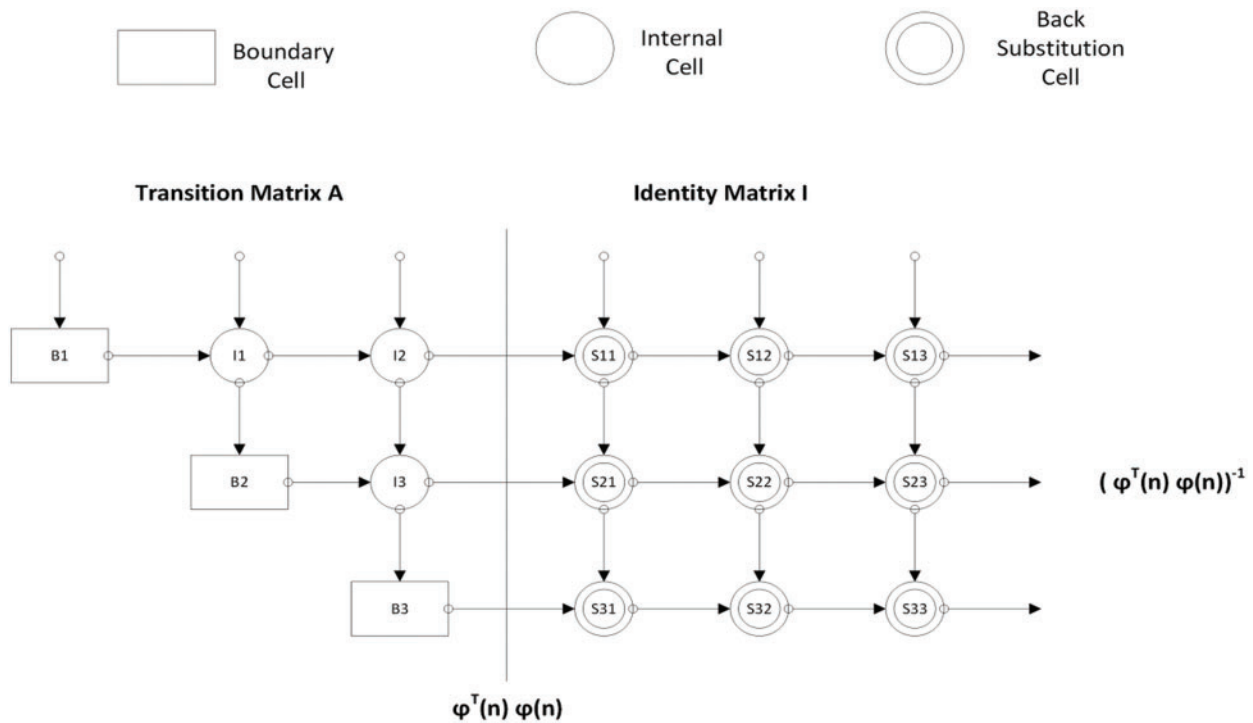 Boundary
Cell
Internal
Cell
Back
Substitution
Cell
Transition Matrix A
Identity Matrix I
B1
I1
I2
S11
S12
S13
B2
I3
S21
S22
S23
( φᵀ(n) φ(n))⁻¹
B3
S31
S32
S33
φᵀ(n) φ(n)